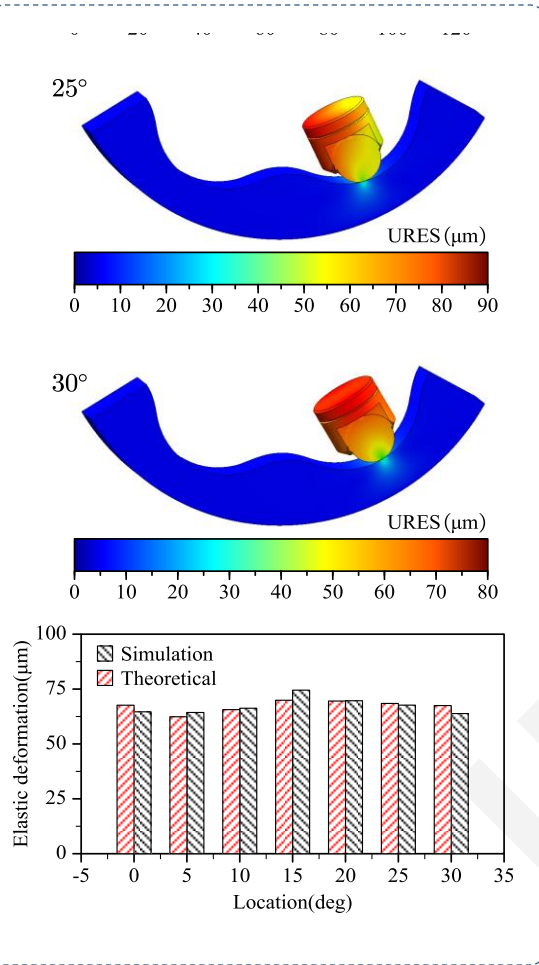 25°
URES (μm)
0 10 20 30 40 50 60 70 80 90
30°
URES (μm)
0 10 20 30 40 50 60 70 80
100
75
50
25
0
Elastic deformation(μm)
Simulation
Theoretical
-5 0 5 10 15 20 25 30 35
Location(deg)